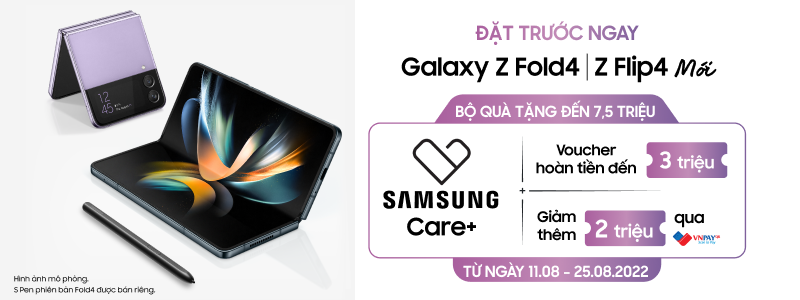 ĐẶT TRƯỚC NGAY
Galaxy Z Fold4 | Z Flip4 Mới
BỘ QUÀ TẶNG ĐẾN 7,5 TRIỆU
SAMSUNG
Care+
+
Voucher
hoàn tiền đến
3 triệu
+
Giảm
thêm
2 triệu
qua
VNPAY QR
TỪ NGÀY 11.08 - 25.08.2022
12
45
Hình ảnh mô phỏng.
S Pen phiên bản Fold4 được bán riêng.